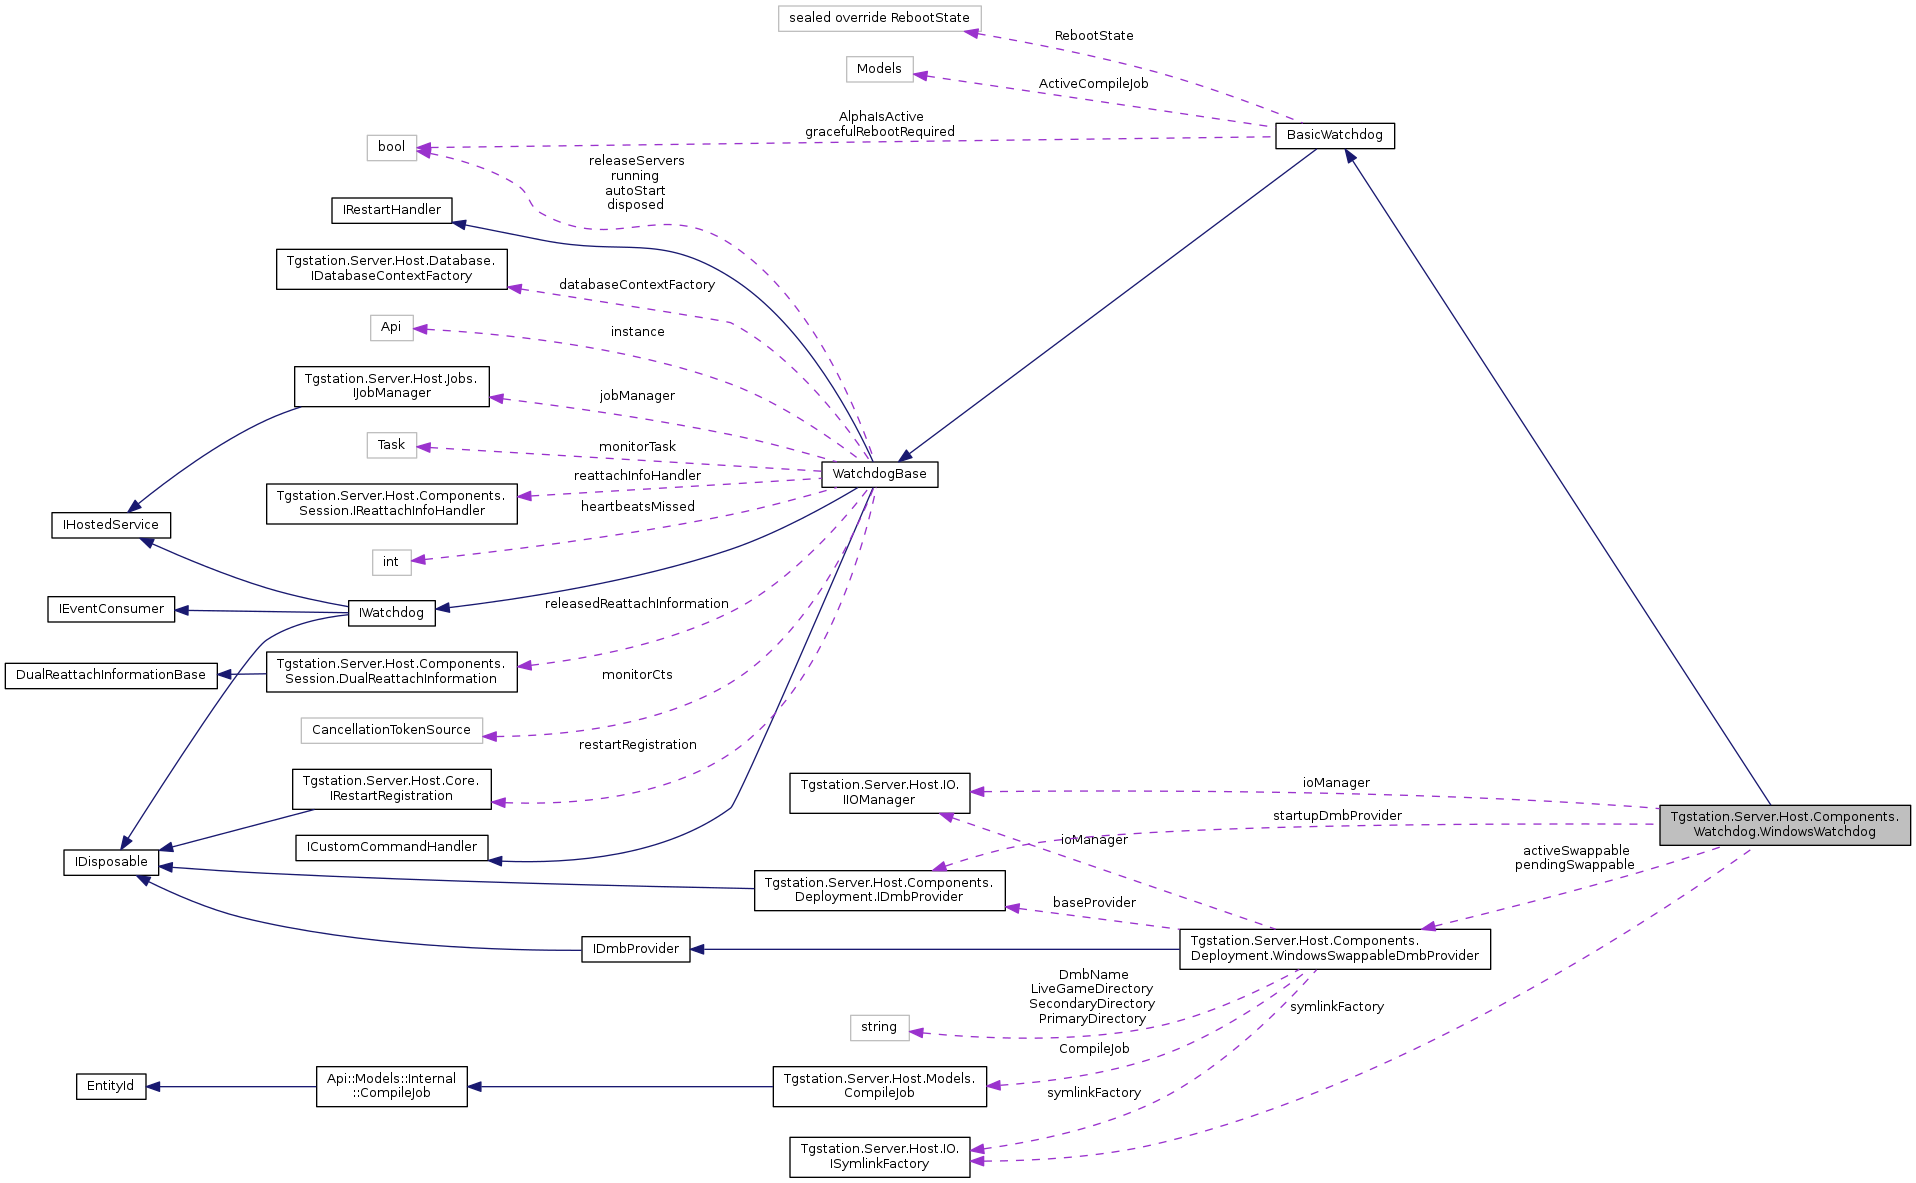 sealed override RebootState
RebootState
Models
ActiveCompileJob
AlphaIsActive
gracefulRebootRequired
BasicWatchdog
bool
releaseServers
running
autoStart
disposed
IRestartHandler
Tgstation.Server.Host.Database.
IDatabaseContextFactory
databaseContextFactory
Api
instance
Tgstation.Server.Host.Jobs.
IJobManager
jobManager
Task
monitorTask
WatchdogBase
Tgstation.Server.Host.Components.
Session.IReattachInfoHandler
reattachInfoHandler
heartbeatsMissed
IHostedService
int
IEventConsumer
IWatchdog
releasedReattachInformation
DualReattachInformationBase
Tgstation.Server.Host.Components.
Session.DualReattachInformation
monitorCts
CancellationTokenSource
restartRegistration
Tgstation.Server.Host.Core.
IRestartRegistration
Tgstation.Server.Host.IO.
IIOManager
ioManager
startupDmbProvider
Tgstation.Server.Host.Components.
Watchdog.WindowsWatchdog
ICustomCommandHandler
ioManager
activeSwappable
pendingSwappable
IDisposable
Tgstation.Server.Host.Components.
Deployment.IDmbProvider
baseProvider
IDmbProvider
Tgstation.Server.Host.Components.
Deployment.WindowsSwappableDmbProvider
DmbName
LiveGameDirectory
SecondaryDirectory
PrimaryDirectory
symlinkFactory
string
CompileJob
EntityId
Api::Models::Internal
::CompileJob
Tgstation.Server.Host.Models.
CompileJob
symlinkFactory
Tgstation.Server.Host.IO.
ISymlinkFactory